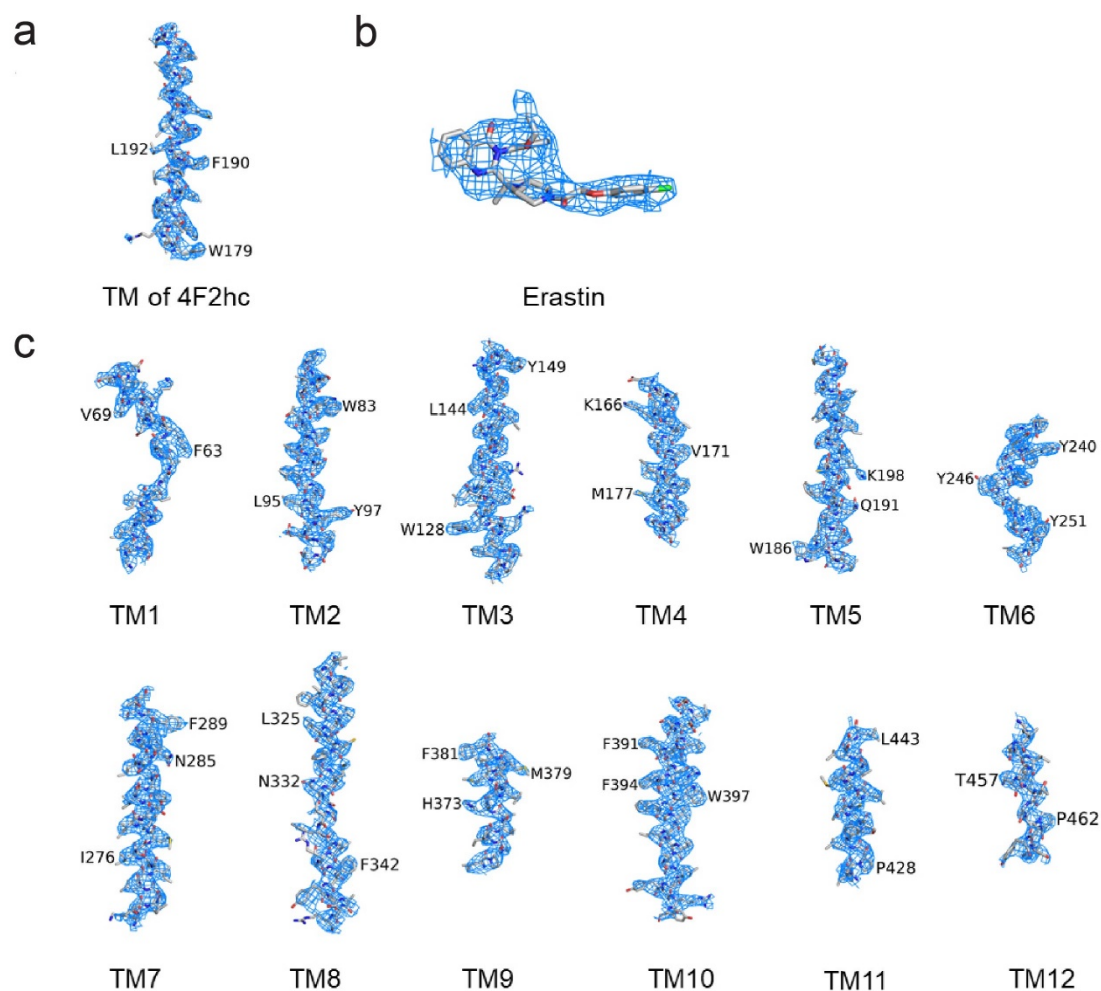 a
b
L192
F190
W179
TM of 4F2hc
Erastin
c
V69
F63
W83
L95
Y97
Y149
L144
W128
K166
V171
M177
K198
Q191
W186
Y240
Y246
Y251
TM1
TM2
TM3
TM4
TM5
TM6
F289
N285
I276
L325
N332
F342
F381
M379
H373
F391
F394
W397
L443
P428
T457
P462
TM7
TM8
TM9
TM10
TM11
TM12